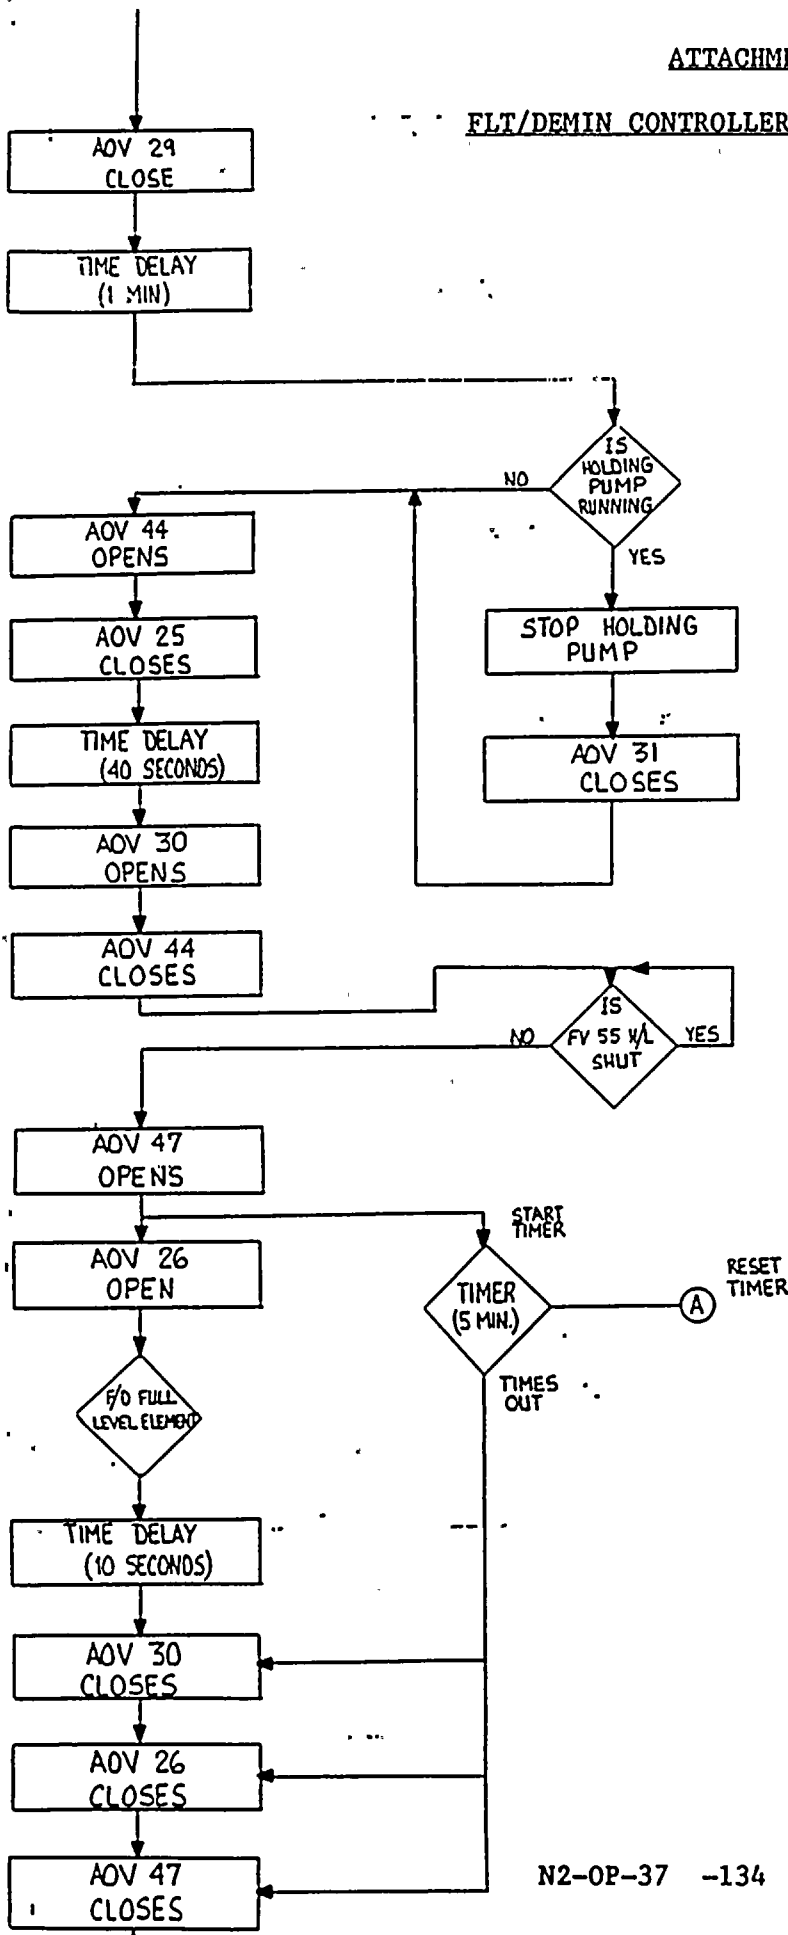 ATTACHM
FLT/DEMIN CONTROLLER
AOV 29
CLOSE
TIME DELAY
(1 MIN)
IS
HOLDING
PUMP
RUNNING
NO
YES
AOV 44
OPENS
STOP HOLDING
PUMP
AOV 25
CLOSES
TIME DELAY
(40 SECONDS)
AOV 31
CLOSES
AOV 30
OPENS
AOV 44
CLOSES
IS
FV 55 X/L
SHUT
NO
YES
AOV 47
OPENS
START
TIMER
AOV 26
OPEN
TIMER
(5 MIN.)
A
RESET
TIMER
TIMES
OUT
F/D FULL
LEVEL ELEMENT
TIME DELAY
(10 SECONDS)
AOV 30
CLOSES
AOV 26
CLOSES
AOV 47
CLOSES
N2-OP-37 -134